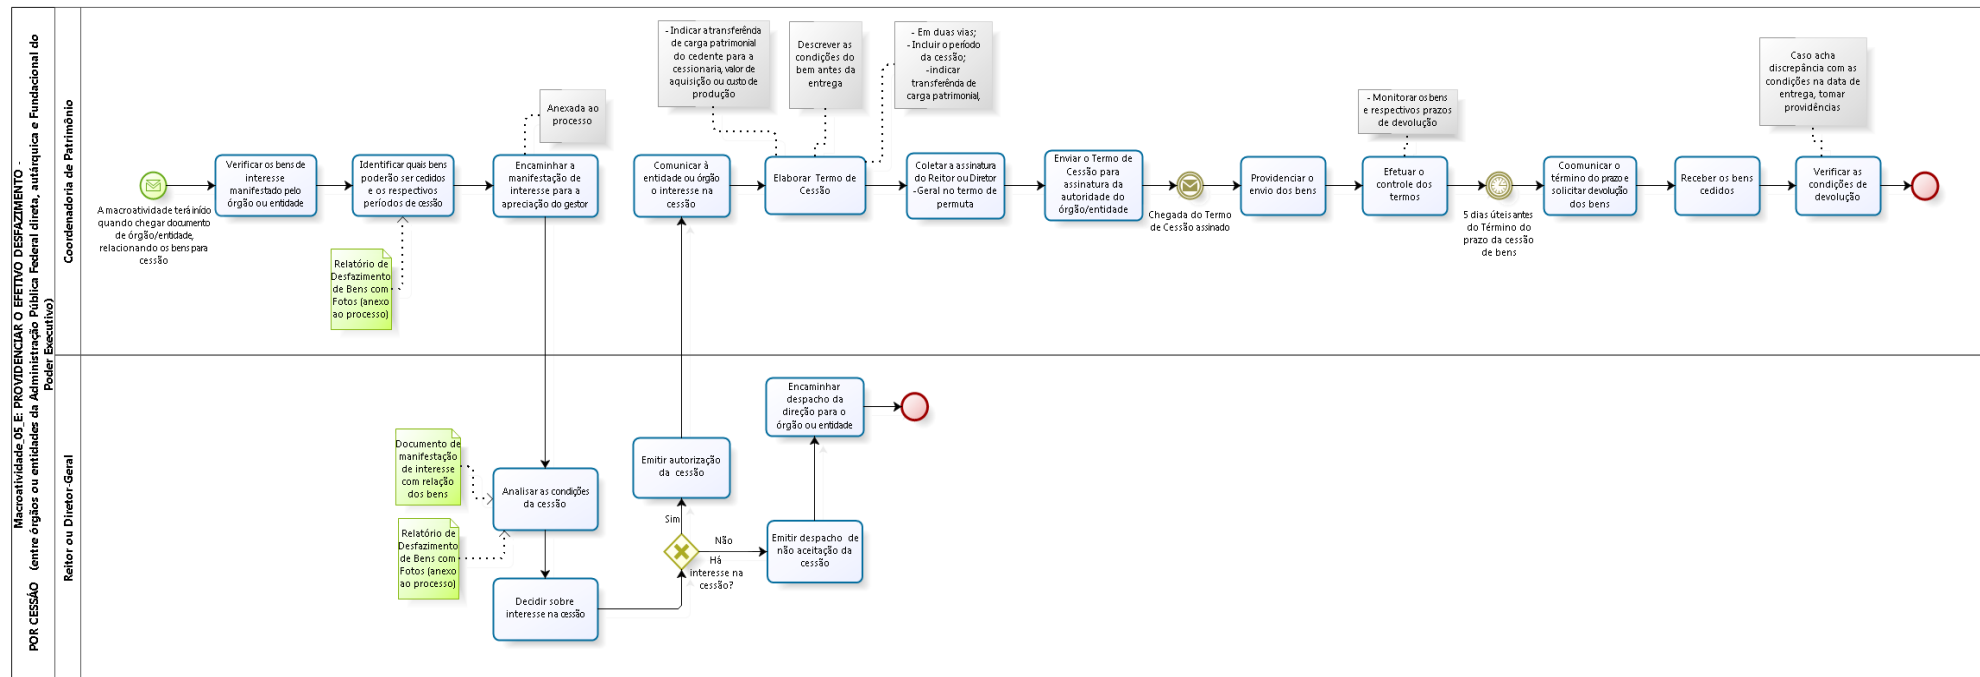 Macroatividade_05_E: PROVIDENCIAR O EFETIVO DESFAZIMENTO -
POR CESSÃO   (entre órgãos ou entidades da Administração Pública Federal direta, autárquica e Fundacional do
Poder Executivo)
Coordenadoria de Patrimônio
A macroatividade terá início
quando chegar documento
de órgão/entidade,
relacionando os bens para
cessão
Verificar os bens de
interesse
manifestado pelo
órgão ou entidade
Identificar quais bens
poderão ser cedidos
e os respectivos
períodos de cessão
Relatório de
Desfazimento
de Bens com
Fotos (anexo
ao processo)
Anexada ao
processo
Encaminhar a
manifestação de
interesse para a
apreciação do gestor
Comunicar à
entidade ou órgão
o interesse na
cessão
- Indicar a transferência
de carga patrimonial
do cedente para a
cessionaria, valor de
aquisição ou custo de
produção
Descrever as
condições do
bem antes da
entrega
- Em duas vias;
- Incluir o período
da cessão;
-indicar
transferência de
carga patrimonial,
Elaborar Termo de
Cessão
Coletar a assinatura
do Reitor ou Diretor
-Geral no termo de
permuta
Enviar o Termo de
Cessão para
assinatura da
autoridade do
órgão/entidade
Chegada do Termo
de Cessão assinado
Providenciar o
envio dos bens
- Monitorar os bens
e respectivos prazos
de devolução
Efetuar o
controle dos
termos
5 dias úteis antes
do Término do
prazo da cessão
de bens
Coomunicar o
término do prazo e
solicitar devolução
dos bens
Receber os bens
cedidos
Caso acha
discrepância com as
condições na data de
entrega, tomar
providências
Verificar as
condições de
devolução
Reitor ou Diretor-Geral
Documento de
manifestação
de interesse
com relação
dos bens
Relatório de
Desfazimento
de Bens com
Fotos (anexo
ao processo)
Analisar as condições
da cessão
Decidir sobre
interesse na cessão
Há
interesse na
cessão?
Sim
Não
Emitir autorização
da cessão
Emitir despacho de
não aceitação da
cessão
Encaminhar
despacho da
direção para o
órgão ou entidade